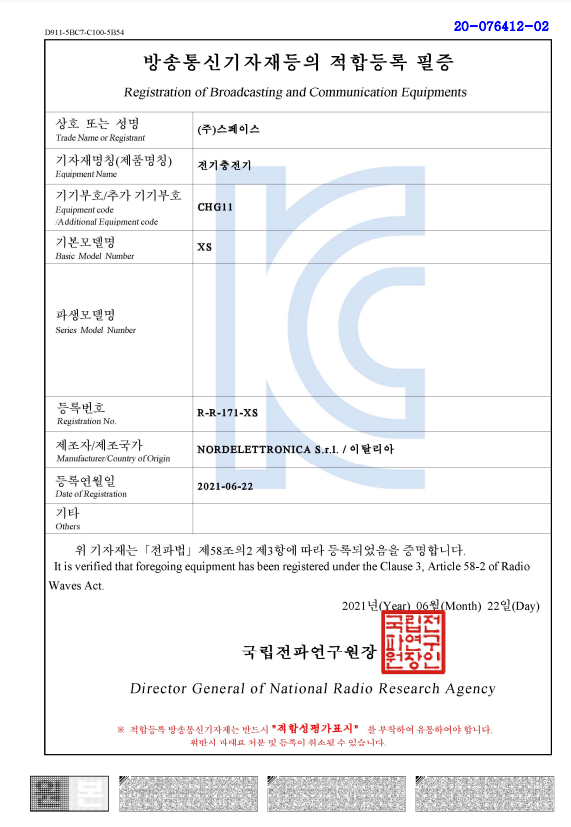 D911-5BC7-C100-5B54
20-076412-02
방송통신기자재등의 적합등록 필증
Registration of Broadcasting and Communication Equipments
상호 또는 성명
Trade Name or Registrant
(주)스페이스
기자재명칭(제품명칭)
Equipment Name
전기충전기
기기부호/추가 기기부호
Equipment code
/Additional Equipment code
CHG11
기본모델명
Basic Model Number
XS
파생모델명
Series Model Number
등록번호
Registration No.
R-R-171-XS
제조자/제조국가
Manufacturer/Country of Origin
NORDELETTRONICA S.r.l. / 이탈리아
등록연월일
Date of Registration
2021-06-22
기타
Others
위 기자재는「전파법」제58조의2 제3항에 따라 등록되었음을 증명합니다.
It is verified that foregoing equipment has been registered under the Clause 3, Article 58-2 of Radio
Waves Act.
2021년(Year) 06월(Month) 22일(Day)
국립전파연구원장
국립전
파연구
원장인
Director General of National Radio Research Agency
※ 적합등록 방송통신기자재는 반드시 "적합성평가표시" 를 부착하여 유통하여야 합니다.
위반시 과태료 처분 및 등록이 취소될 수 있습니다.
원본